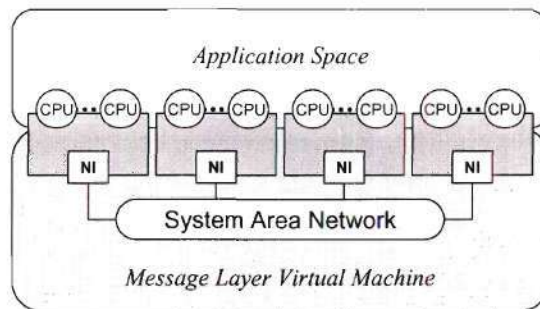 Application Space
CPU •• CPU CPU •• CPU CPU •• CPU CPU •• CPU
NI NI NI NI
System Area Network
Message Layer Virtual Machine